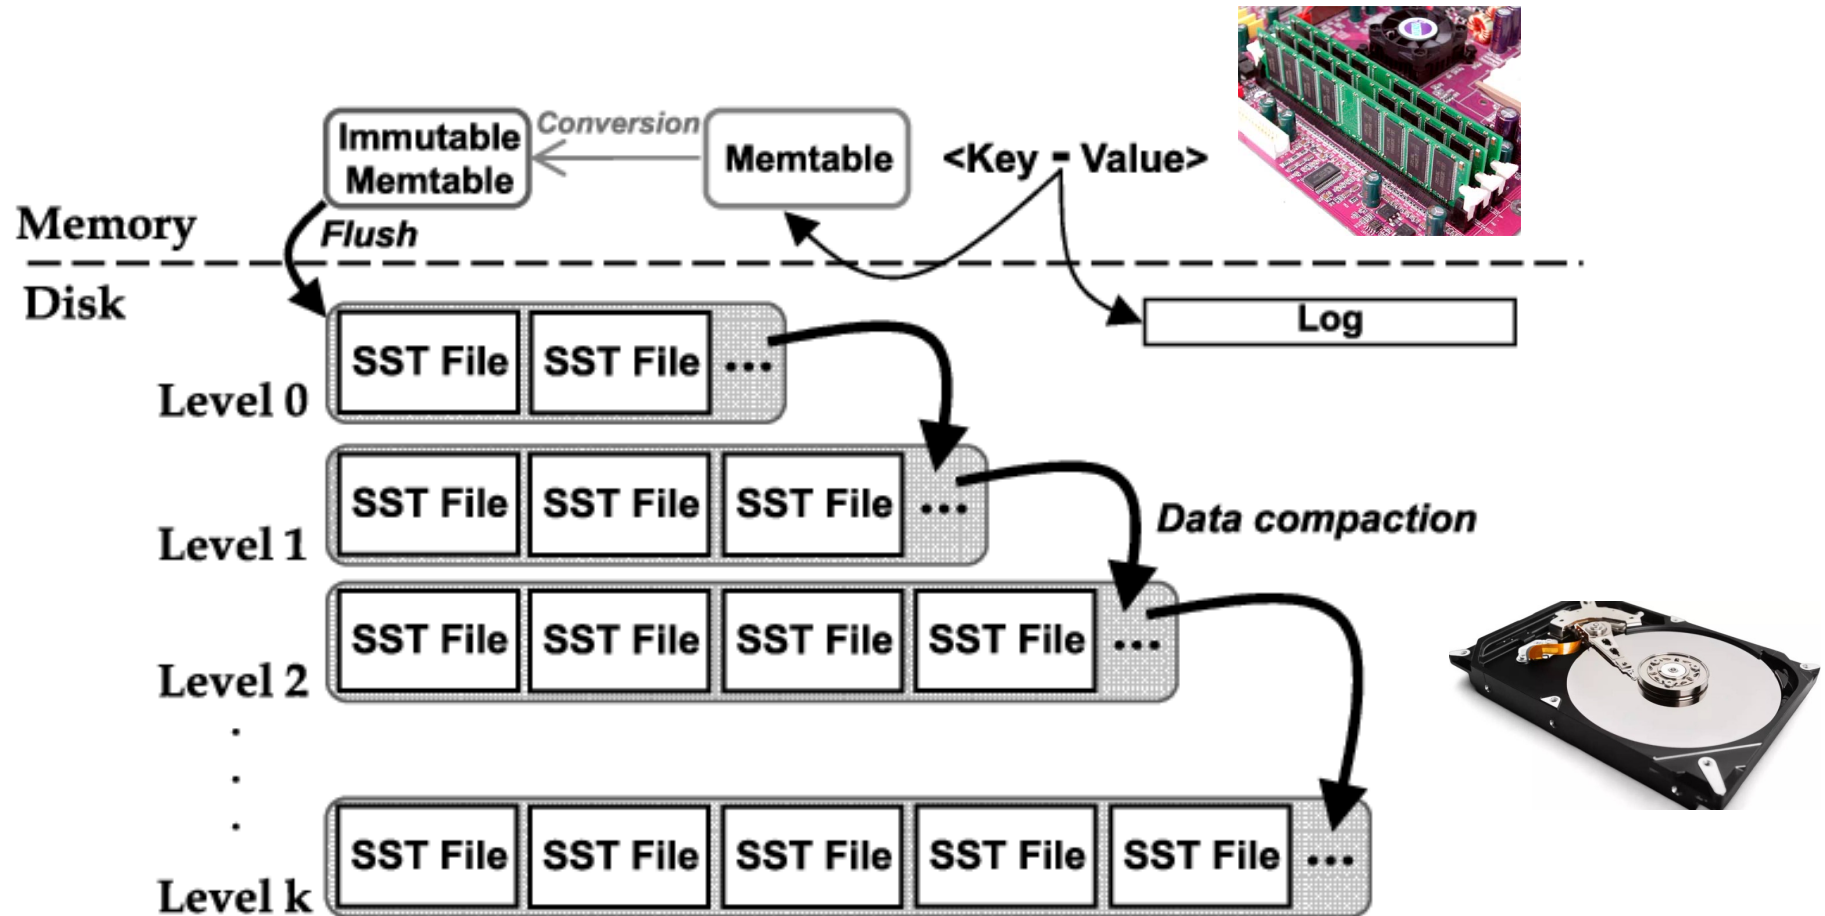 Immutable
Memtable
Conversion
Memtable
<Key - Value>
Memory
Flush
Disk
Log
SST File
SST File
...
Level 0
SST File
SST File
SST File
...
Level 1
Data compaction
SST File
SST File
SST File
SST File
...
Level 2
.
.
.
SST File
SST File
SST File
SST File
SST File
...
Level k